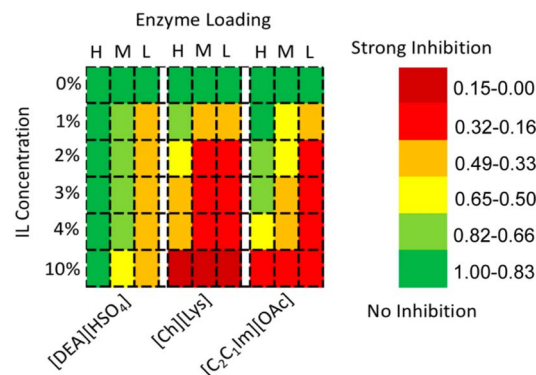 Enzyme Loading
H M L H M L H M L
IL Concentration
0%
1%
2%
3%
4%
10%
[DEA][HSO₄]
[Ch][Lys]
[C₂C₁Im][OAc]
Strong Inhibition
0.15-0.00
0.32-0.16
0.49-0.33
0.65-0.50
0.82-0.66
1.00-0.83
No Inhibition